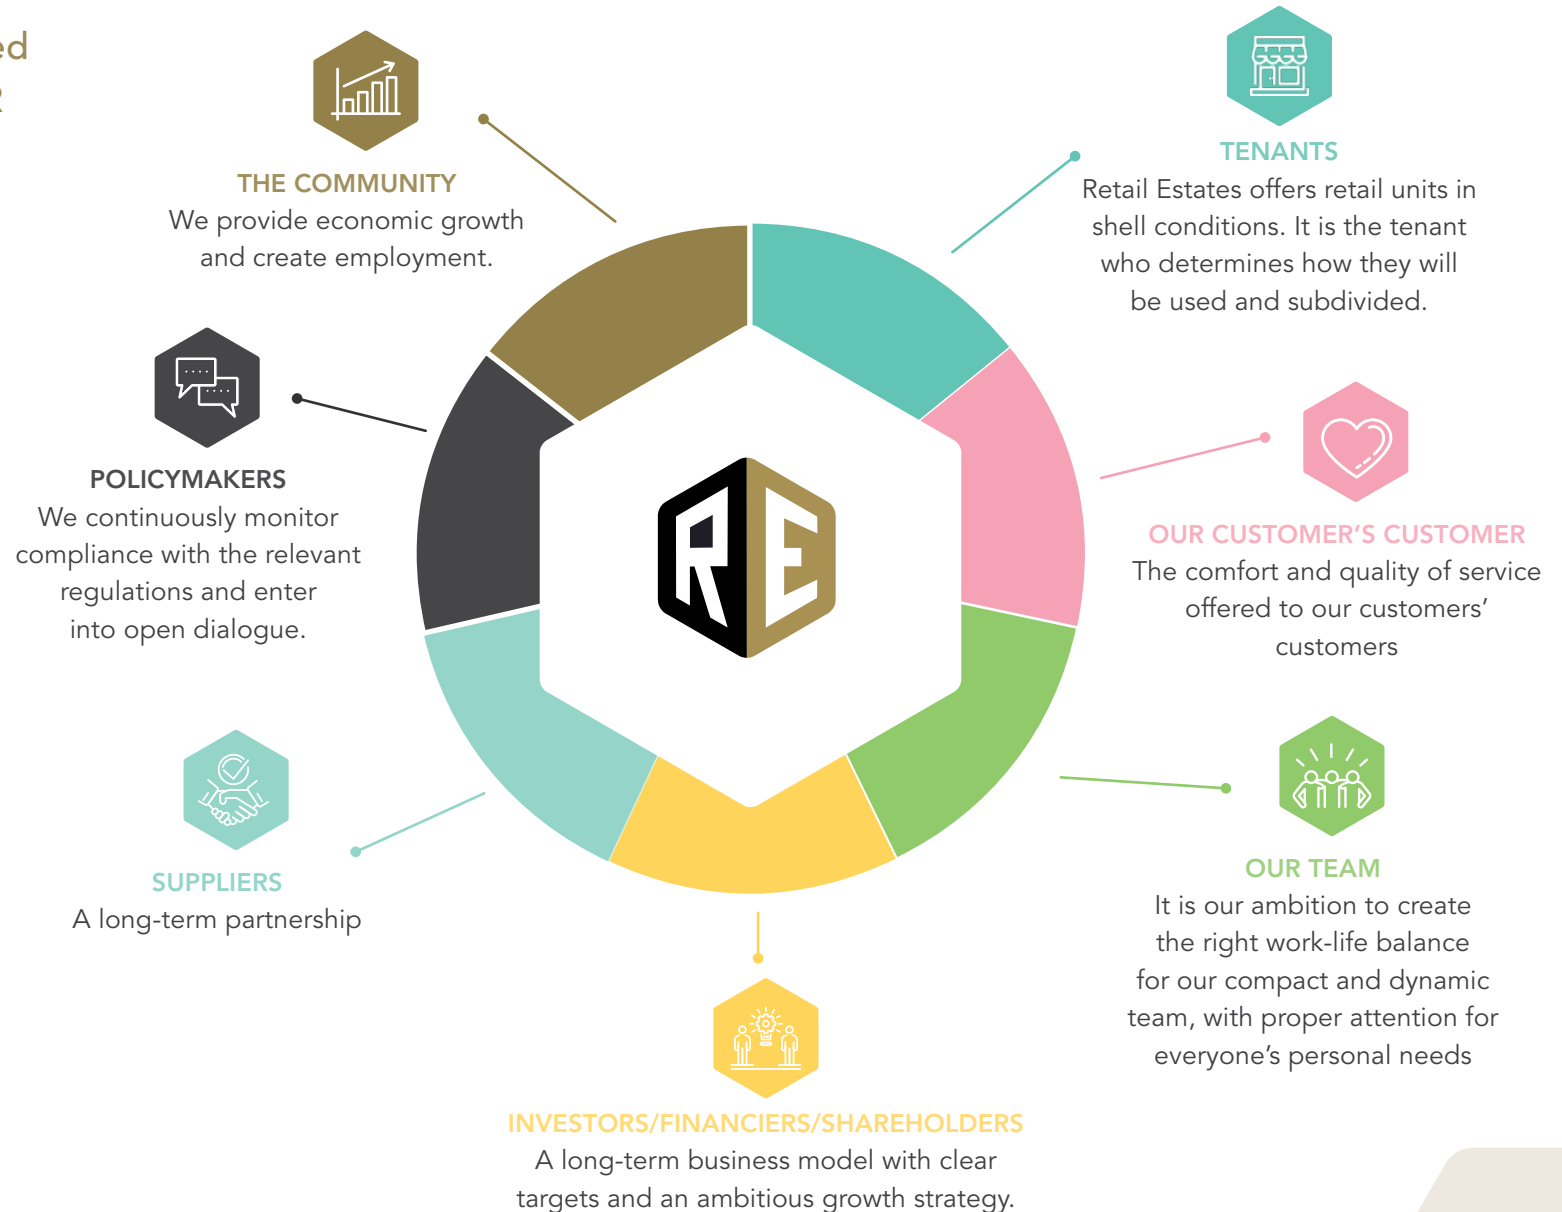 THE COMMUNITY
We provide economic growth
and create employment.
TENANTS
Retail Estates offers retail units in
shell conditions. It is the tenant
who determines how they will
be used and subdivided.
POLICYMAKERS
We continuously monitor
compliance with the relevant
regulations and enter
into open dialogue.
RE
OUR CUSTOMER’S CUSTOMER
The comfort and quality of service
offered to our customers’
customers
SUPPLIERS
A long-term partnership
OUR TEAM
It is our ambition to create
the right work-life balance
for our compact and dynamic
team, with proper attention for
everyone’s personal needs
INVESTORS/FINANCIERS/SHAREHOLDERS
A long-term business model with clear
targets and an ambitious growth strategy.